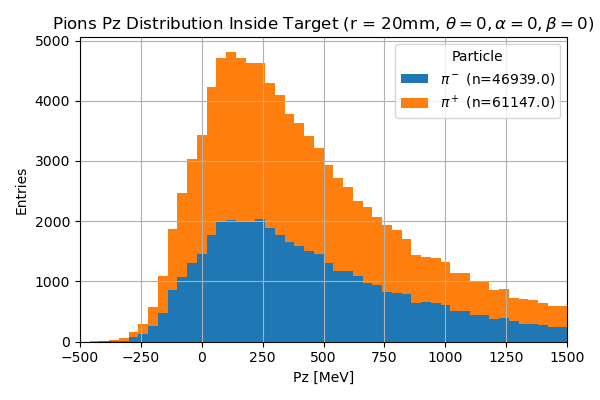 Pions Pz Distribution Inside Target (r = 20mm, θ = 0, α = 0, β = 0)
5000
4000
3000
2000
1000
0
Entries
Particle
π⁻ (n=46939.0)
π⁺ (n=61147.0)
−500
−250
0
250
500
750
1000
1250
1500
Pz [MeV]